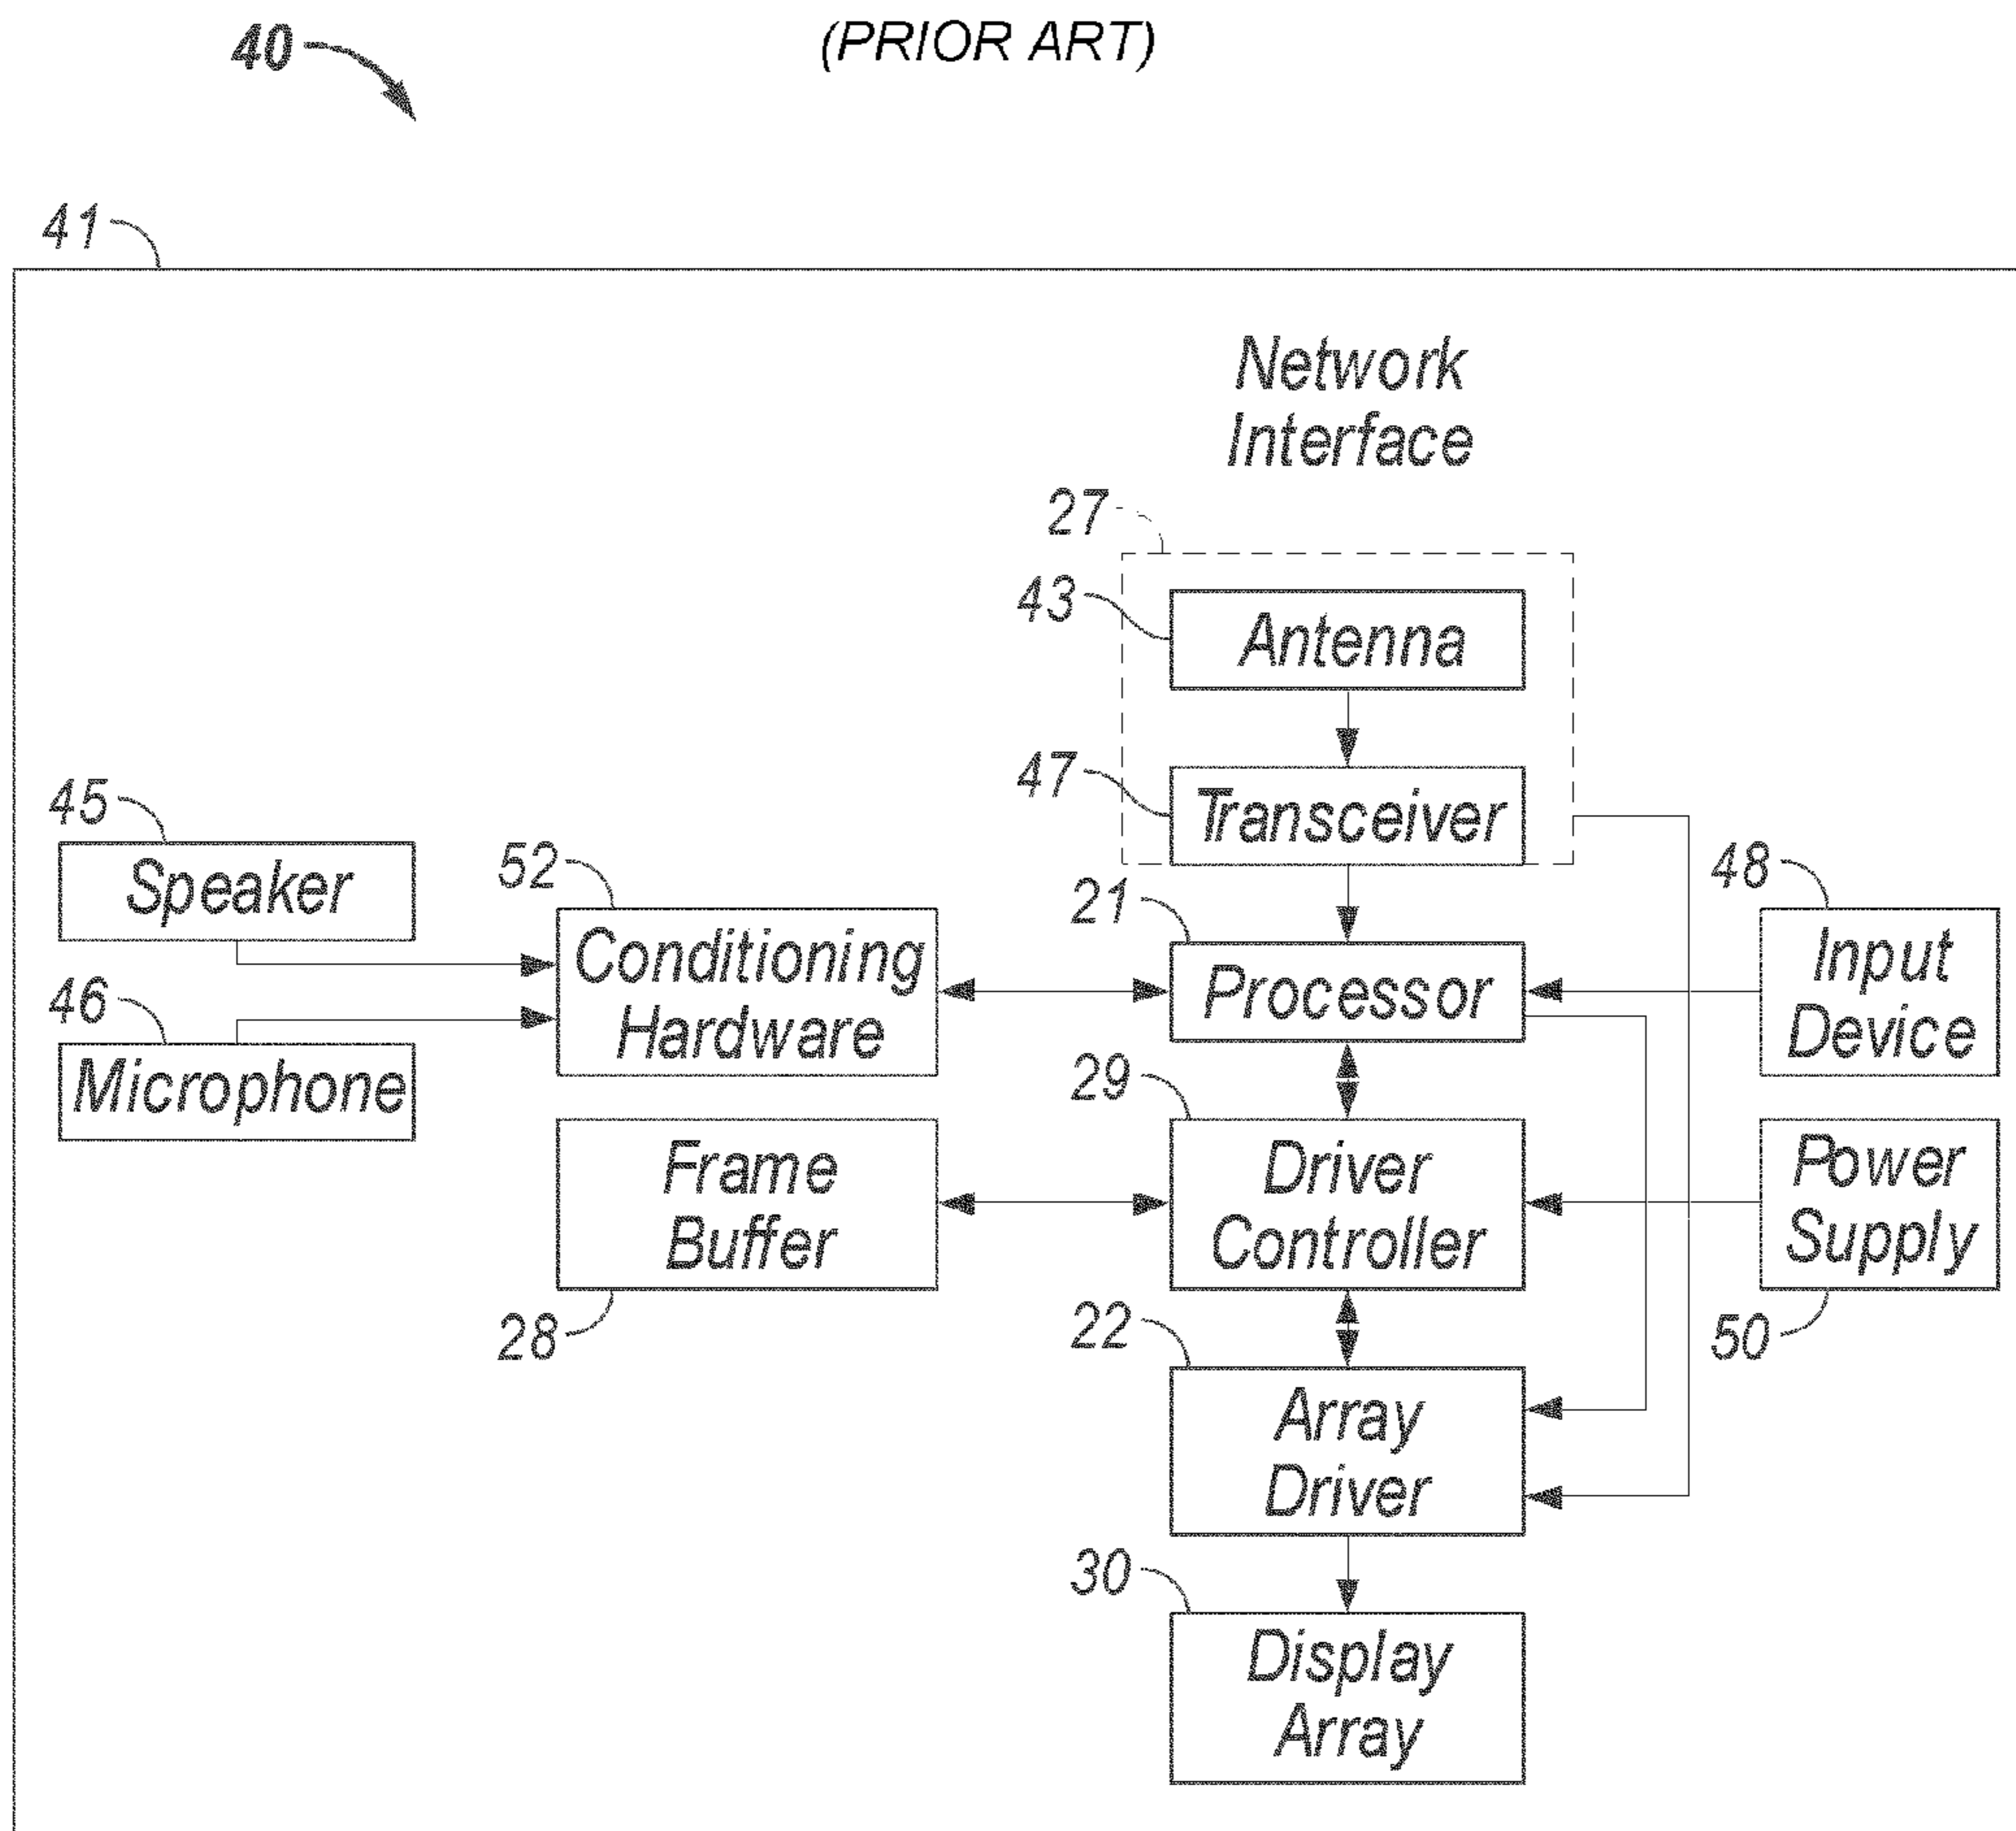 (PRIOR ART)
40
41
Network
Interface
27
43
Antenna
47
Transceiver
45
Speaker
52
Conditioning
Hardware
21
Processor
48
Input
Device
46
Microphone
29
Driver
Controller
Frame
Buffer
28
Power
Supply
50
22
Array
Driver
30
Display
Array